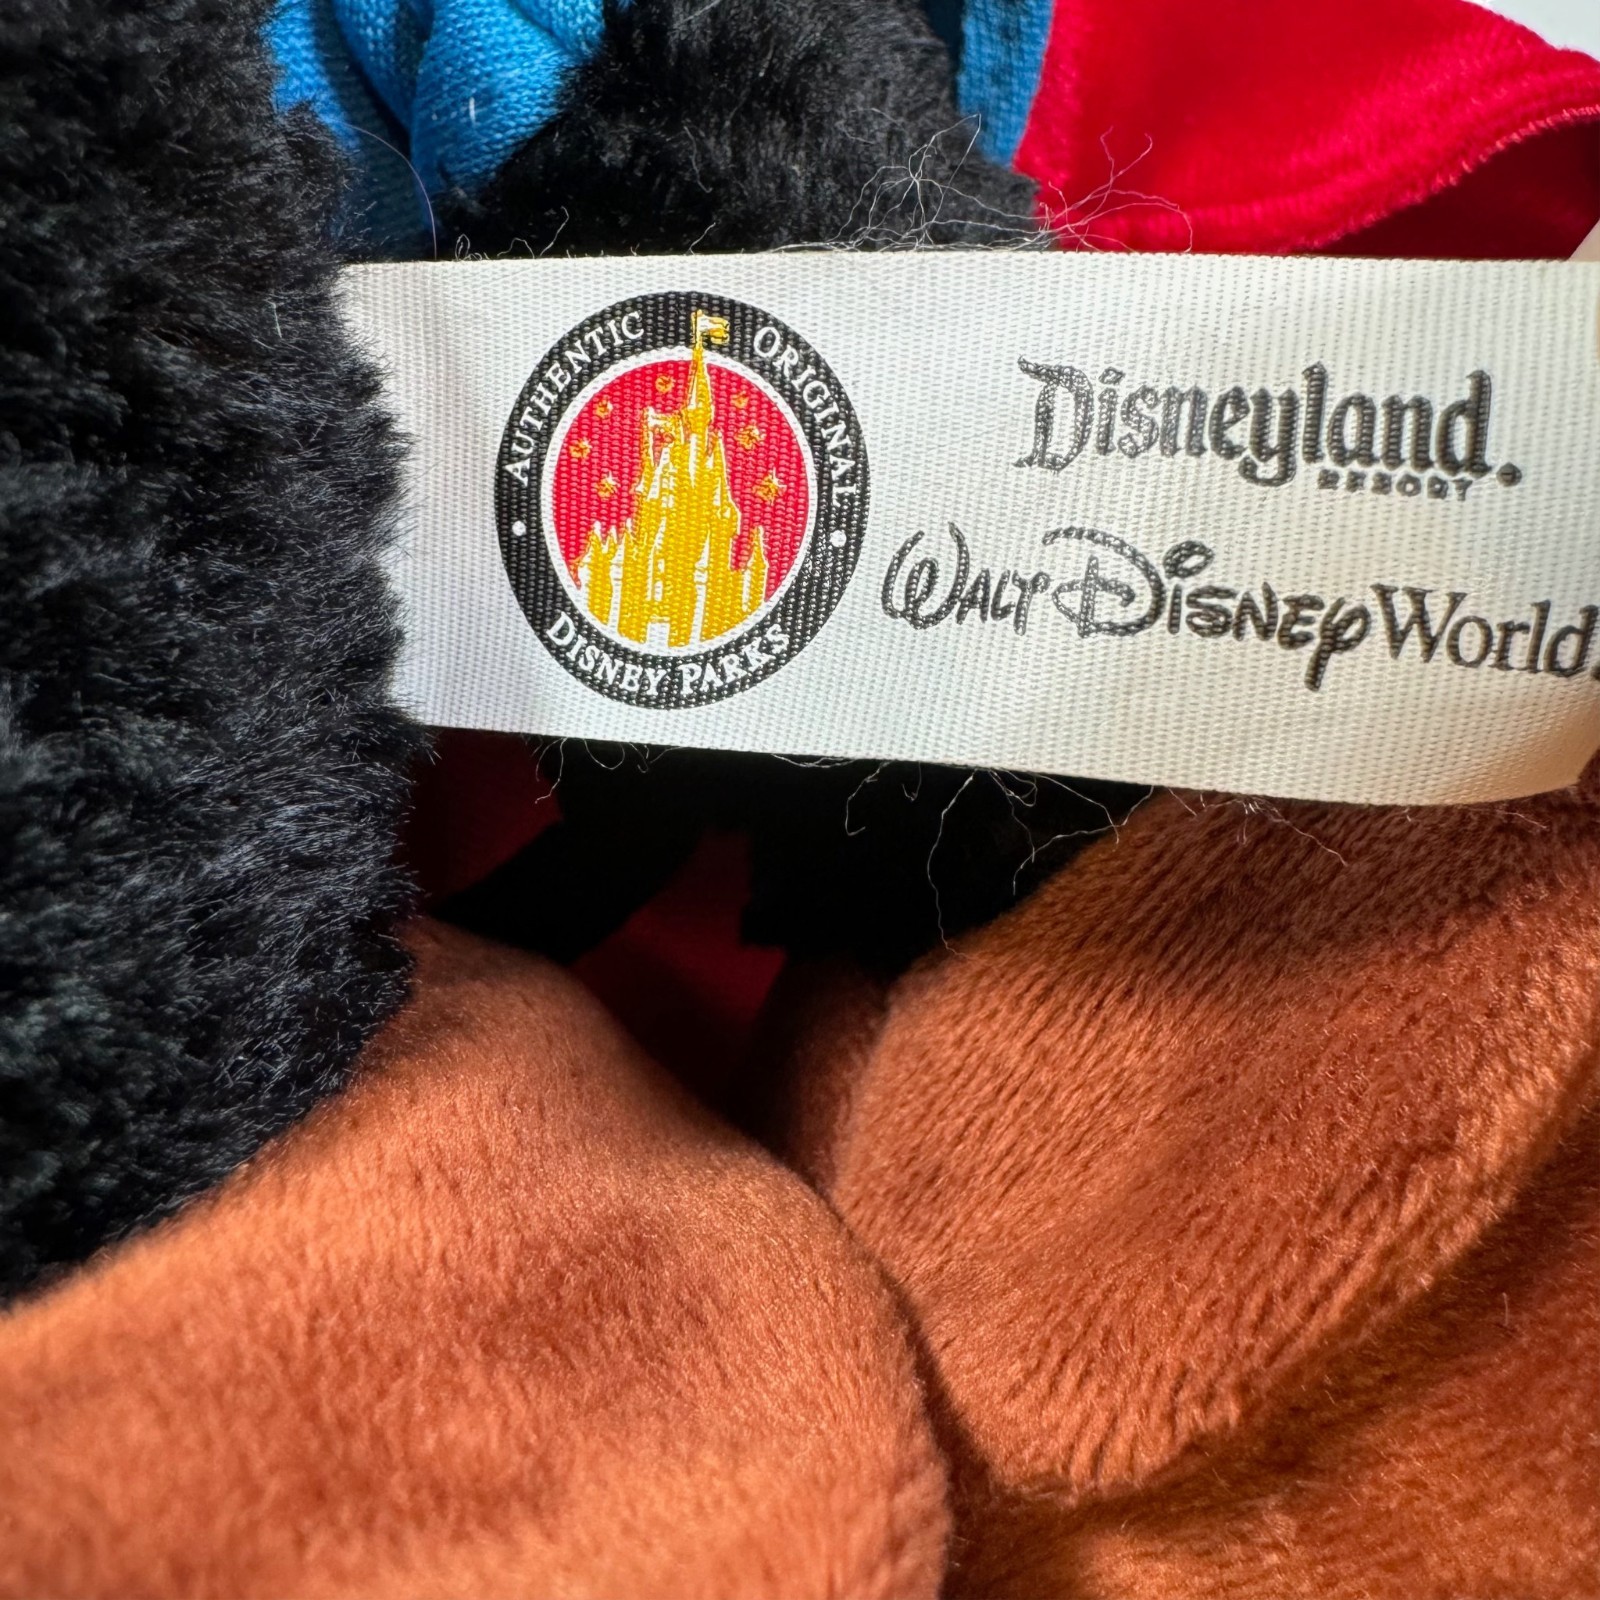 AUTHENTIC ORIGINAL
DISNEY PARKS
Disneyland.
RESORT
WALT DISNEY World.